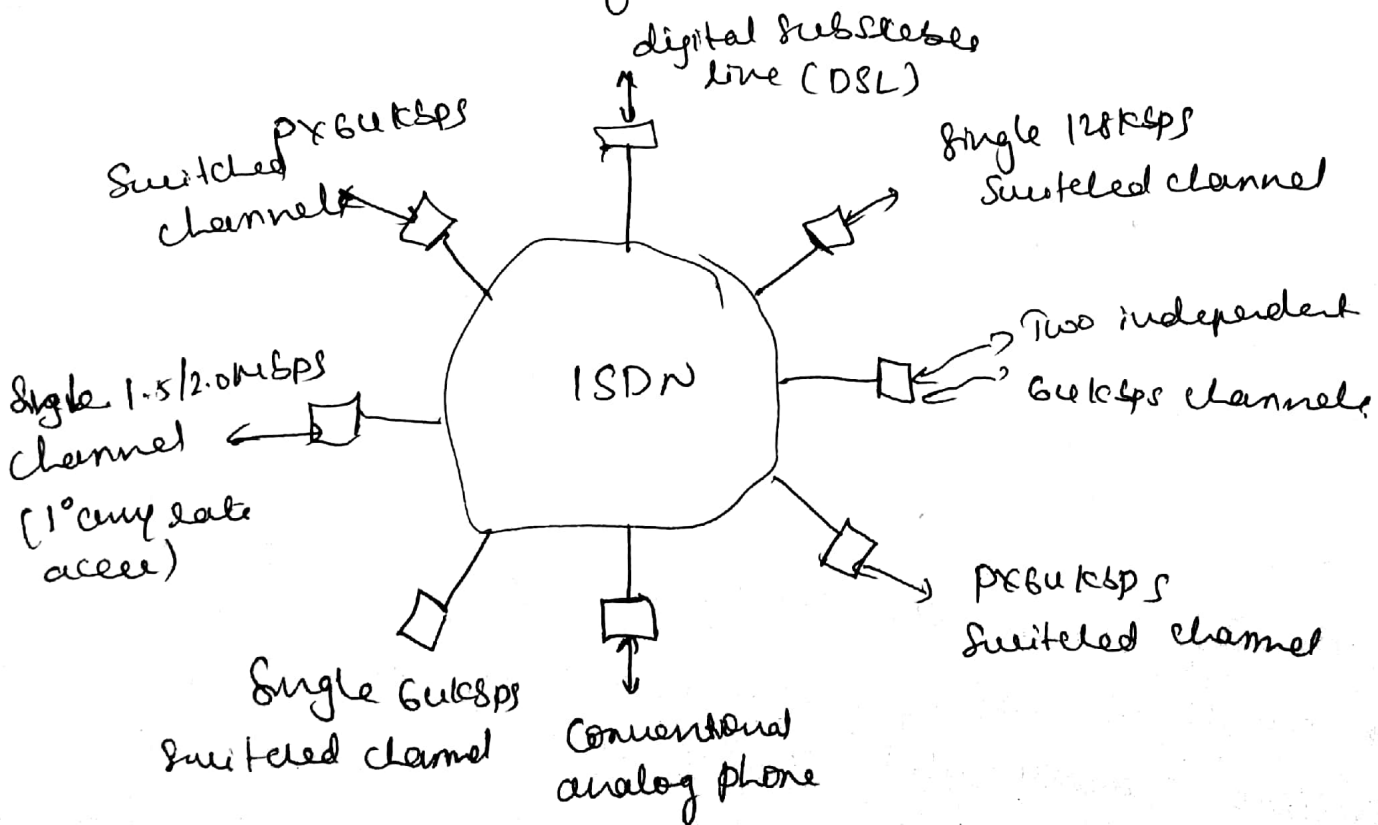 digital Subscriber
line (DSL)
PX64Kbps
Switched
channels
Single 128Kbps
Switched channel
Two independent
64Kbps channels
ISDN
Single 1.5/2.0Mbps
channel
(1°ary rate
access)
PX64Kbps
Switched channel
Single 64Kbps
Switched channel
Conventional
analog phone